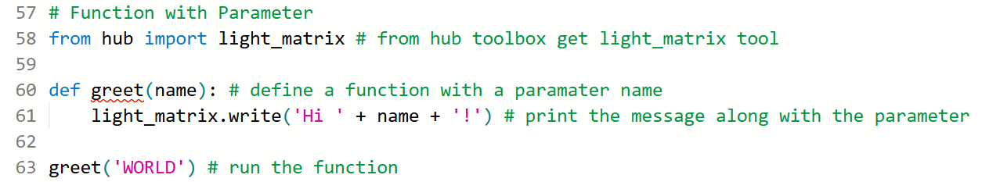 57 # Function with Parameter
58 from hub import light_matrix # from hub toolbox get light_matrix tool
59
60 def greet(name): # define a function with a paramater name
61     light_matrix.write('Hi ' + name + '!') # print the message along with the parameter
62
63 greet('WORLD') # run the function